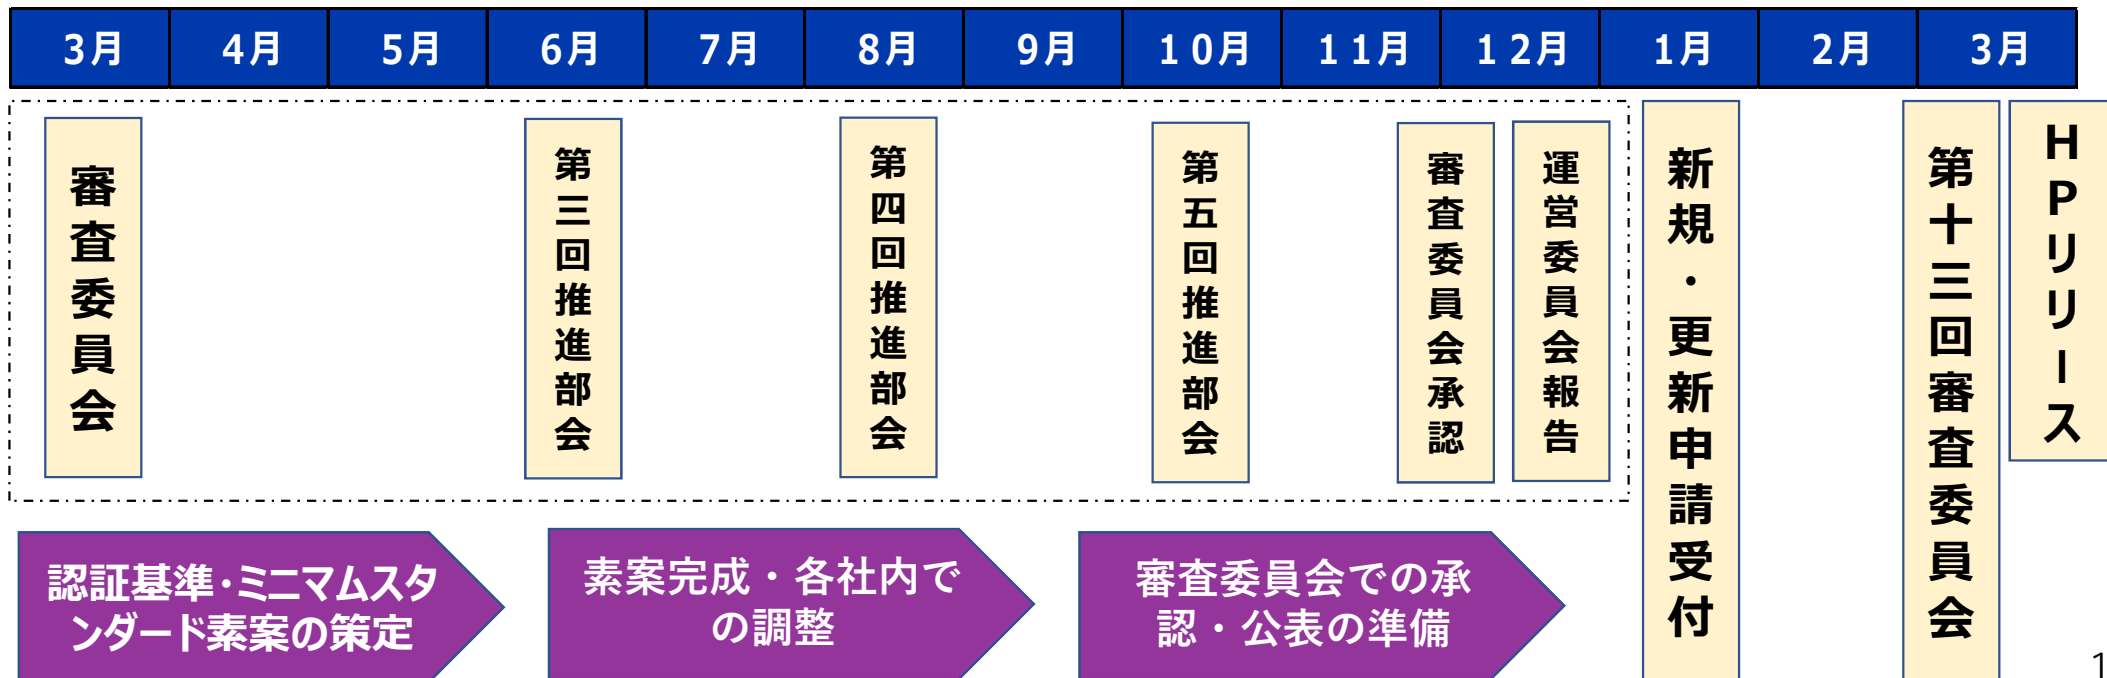 3月 4月 5月 6月 7月 8月 9月 10月 11月 12月 1月 2月 3月
審査委員会
第三回推進部会
第四回推進部会
第五回推進部会
審査委員会承認
運営委員会報告
新規・更新申請受付
第十三回審査委員会
HPリリース
認証基準・ミニマムスタ
ンダード素案の策定
素案完成・各社内で
の調整
審査委員会での承
認・公表の準備
1